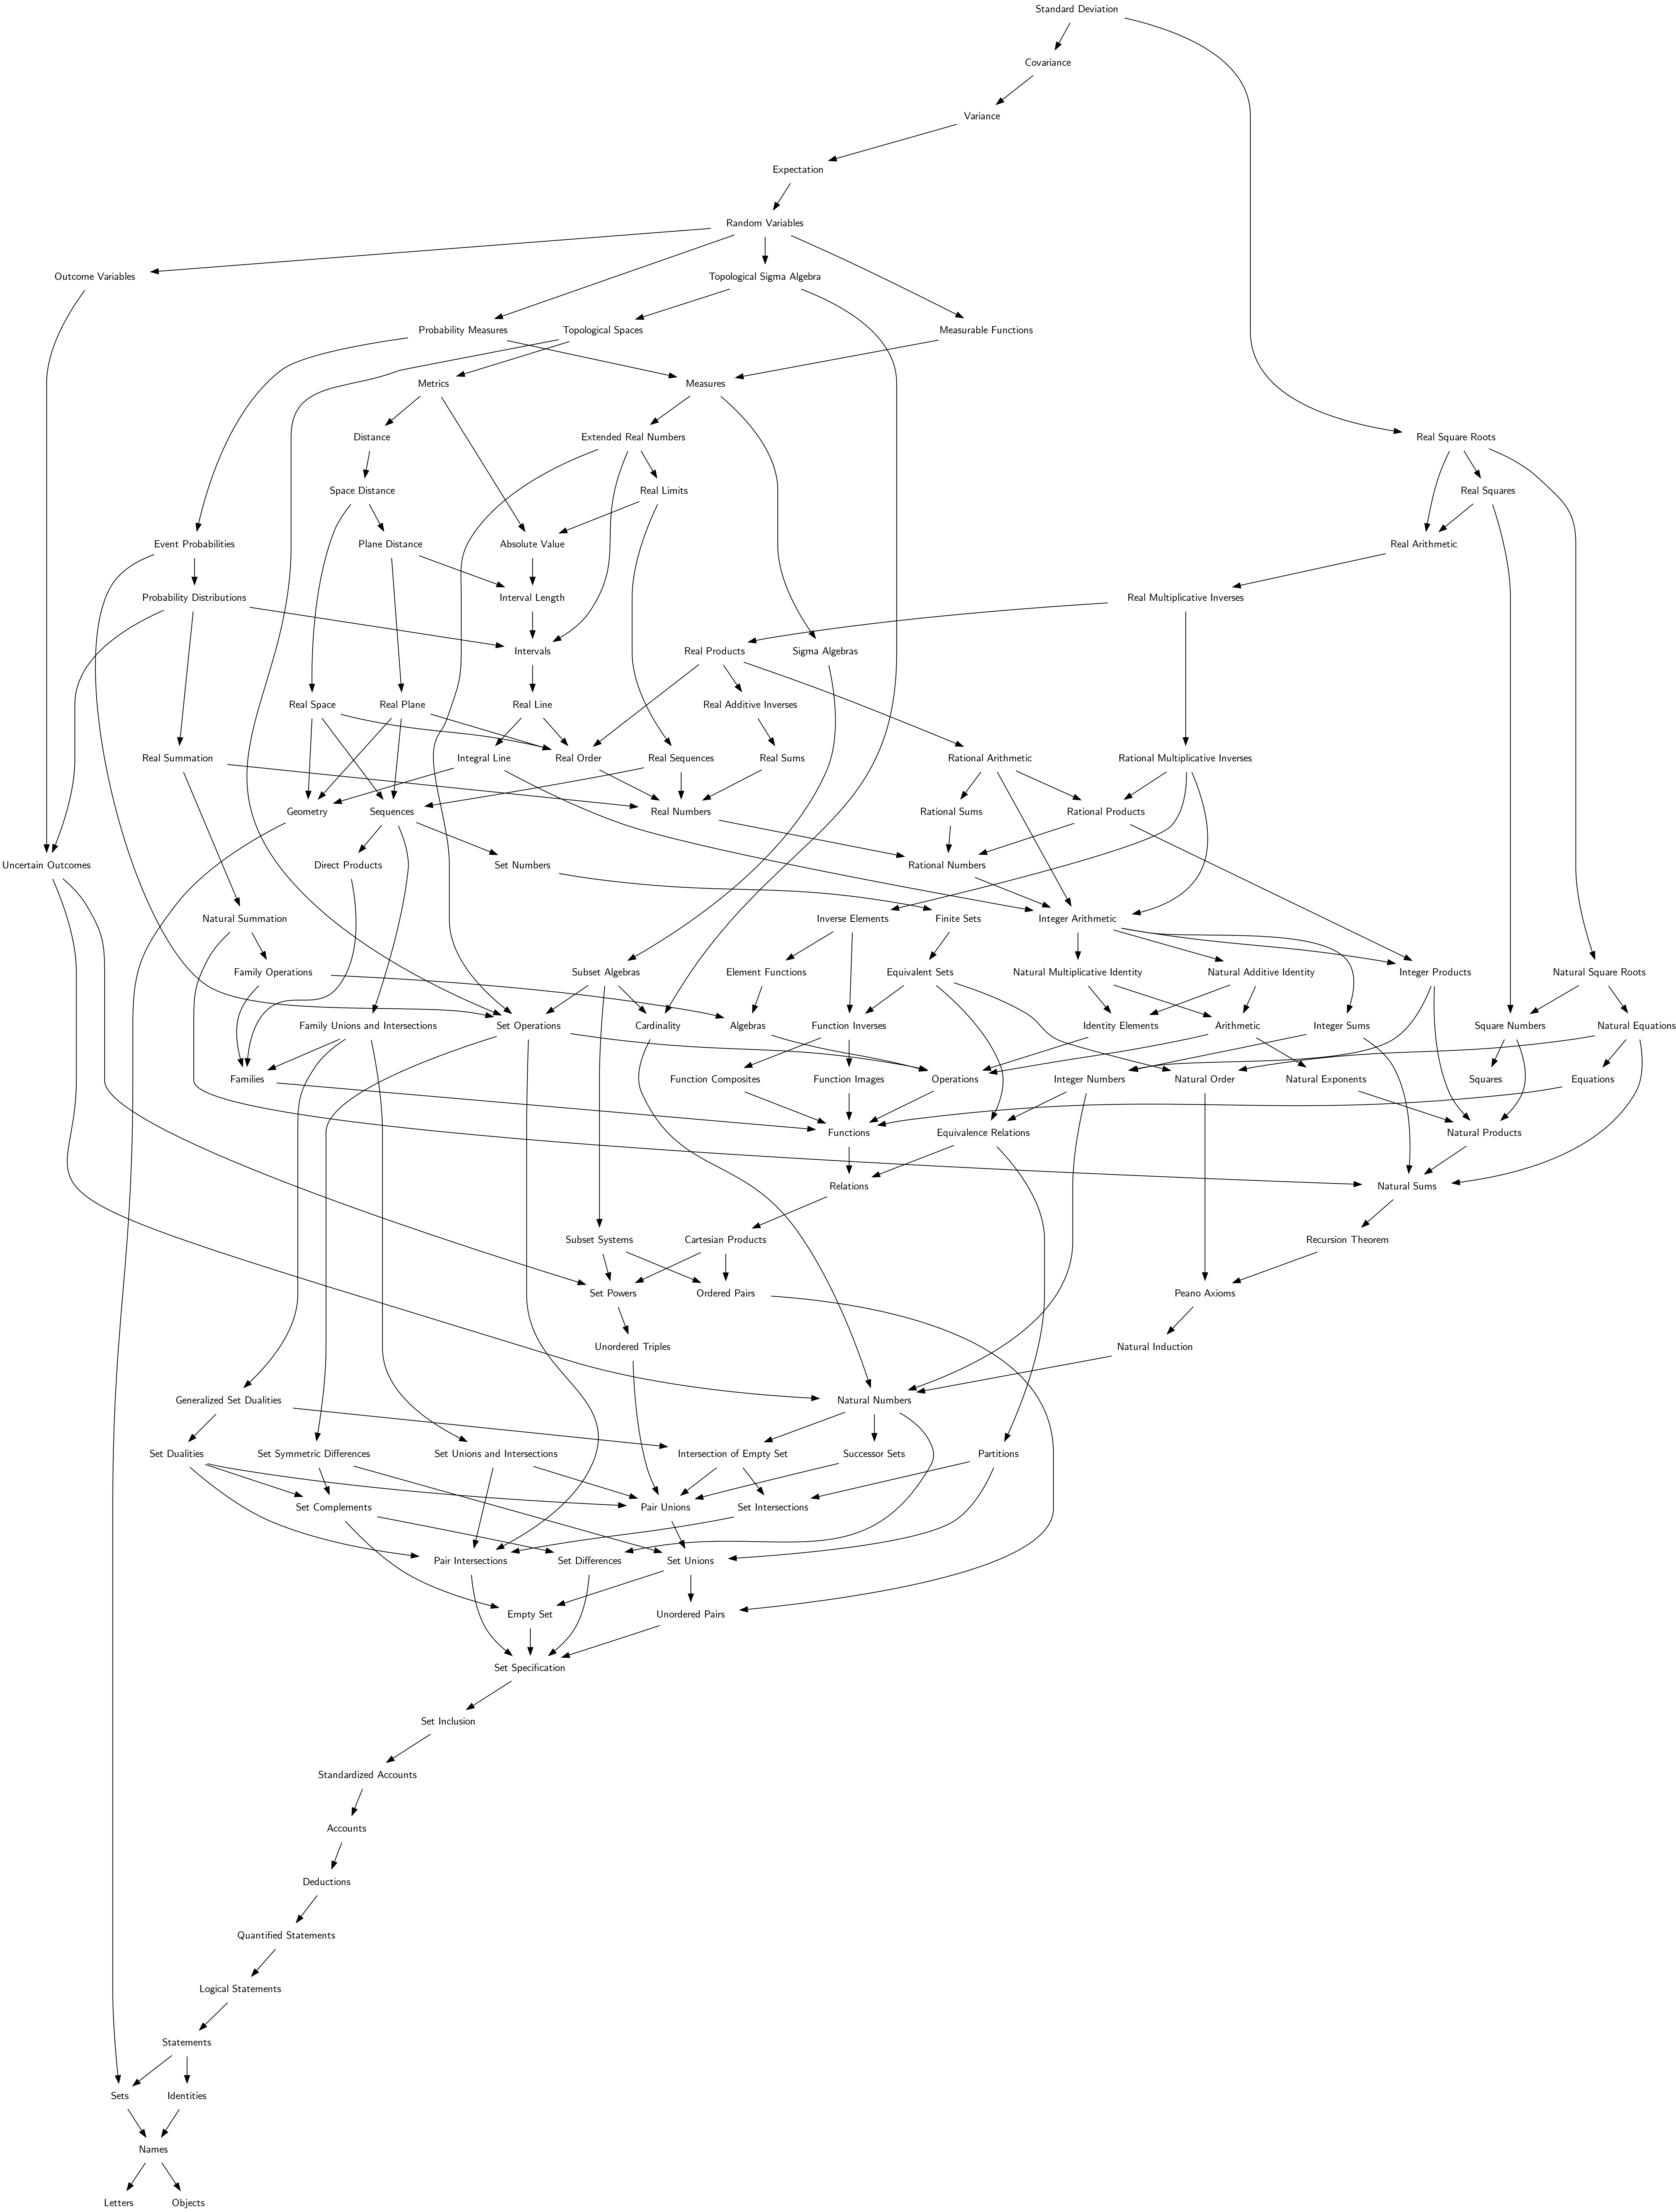 Standard Deviation
Covariance
Variance
Expectation
Random Variables
Outcome Variables
Topological Sigma Algebra
Probability Measures
Topological Spaces
Measurable Functions
Metrics
Measures
Distance
Extended Real Numbers
Real Square Roots
Space Distance
Real Limits
Real Squares
Event Probabilities
Plane Distance
Absolute Value
Real Arithmetic
Probability Distributions
Interval Length
Real Multiplicative Inverses
Intervals
Real Products
Sigma Algebras
Real Space
Real Plane
Real Line
Real Additive Inverses
Real Summation
Integral Line
Real Order
Real Sequences
Real Sums
Rational Arithmetic
Rational Multiplicative Inverses
Geometry
Sequences
Real Numbers
Rational Sums
Rational Products
Uncertain Outcomes
Direct Products
Set Numbers
Rational Numbers
Natural Summation
Inverse Elements
Finite Sets
Integer Arithmetic
Family Operations
Subset Algebras
Element Functions
Equivalent Sets
Natural Multiplicative Identity
Natural Additive Identity
Integer Products
Natural Square Roots
Family Unions and Intersections
Set Operations
Cardinality
Algebras
Function Inverses
Identity Elements
Arithmetic
Integer Sums
Square Numbers
Natural Equations
Families
Function Composites
Function Images
Operations
Integer Numbers
Natural Order
Natural Exponents
Squares
Equations
Functions
Equivalence Relations
Natural Products
Relations
Natural Sums
Subset Systems
Cartesian Products
Recursion Theorem
Set Powers
Ordered Pairs
Peano Axioms
Unordered Triples
Natural Induction
Generalized Set Dualities
Natural Numbers
Set Dualities
Set Symmetric Differences
Set Unions and Intersections
Intersection of Empty Set
Successor Sets
Partitions
Set Complements
Pair Unions
Set Intersections
Pair Intersections
Set Differences
Set Unions
Empty Set
Unordered Pairs
Set Specification
Set Inclusion
Standardized Accounts
Accounts
Deductions
Quantified Statements
Logical Statements
Statements
Sets
Identities
Names
Letters
Objects